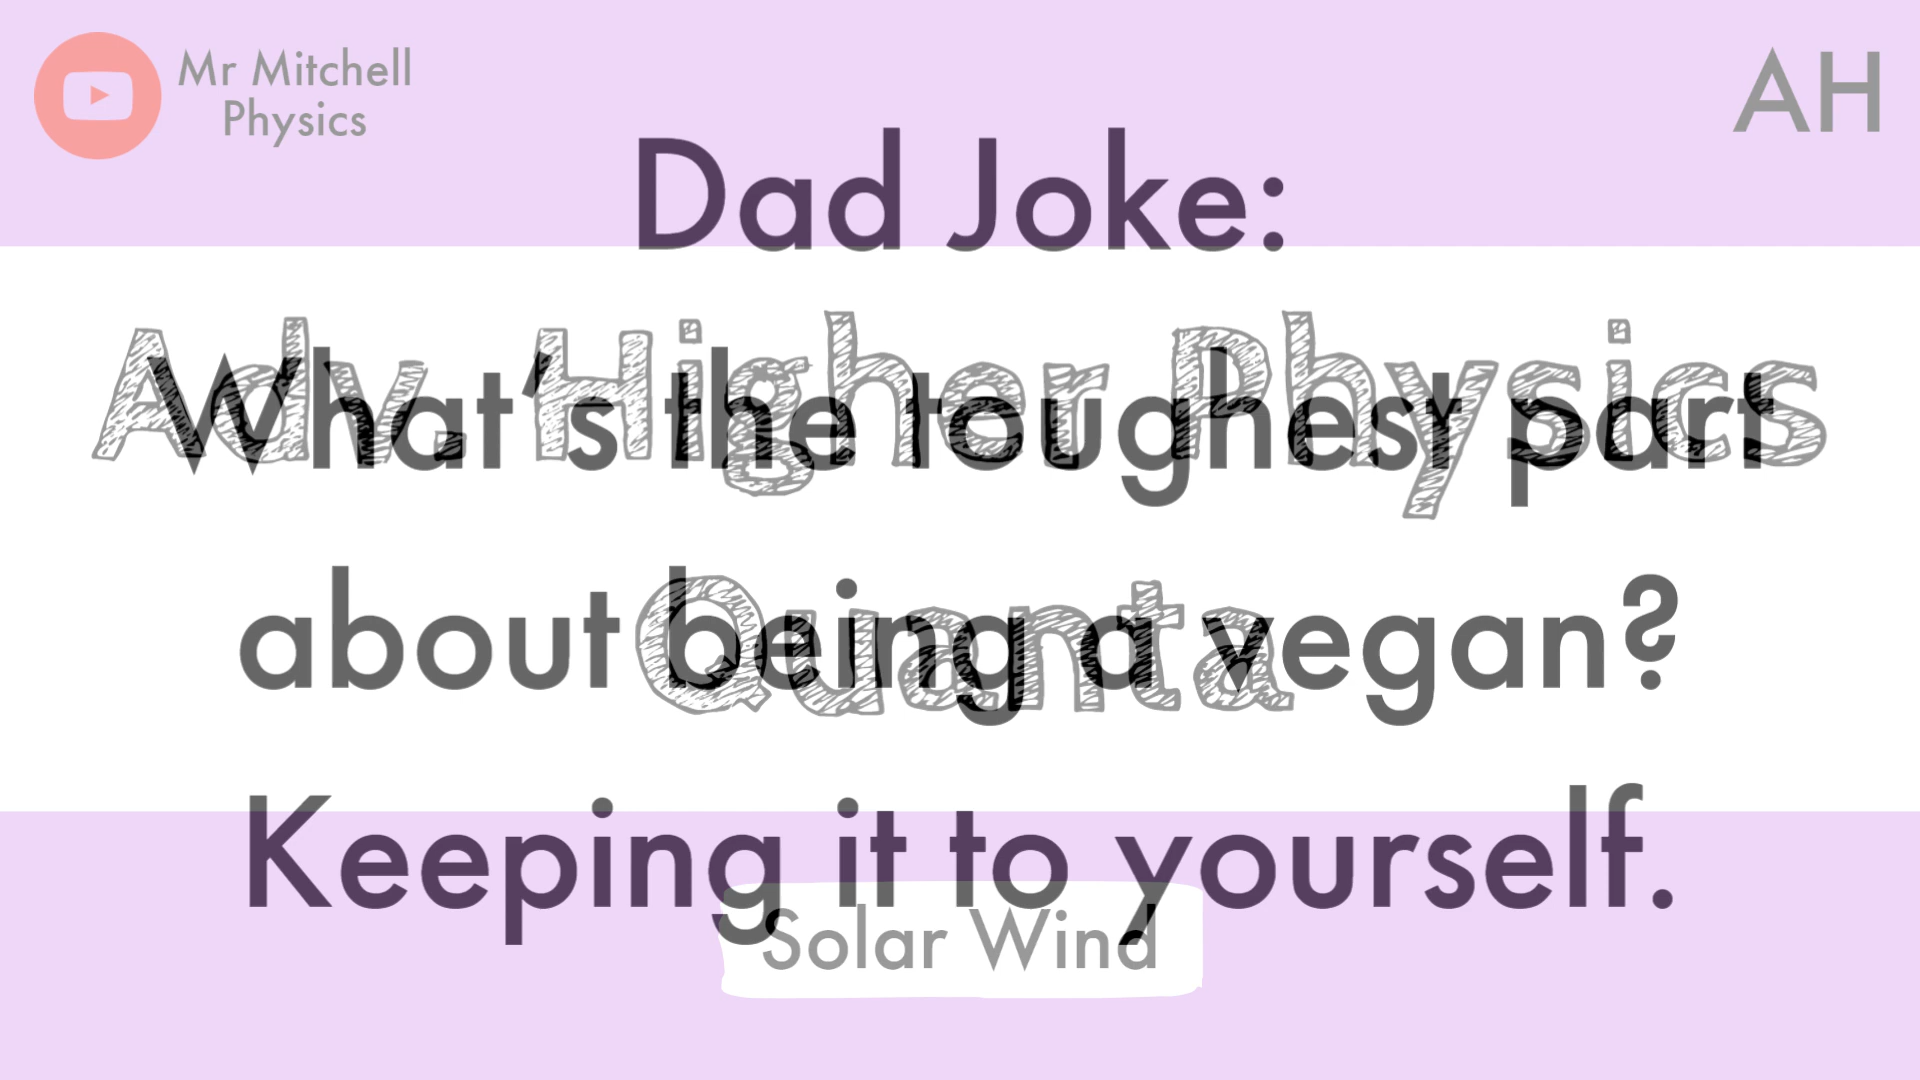 Mr Mitchell
Physics
AH
Dad Joke:
Adv. Higher Physics
What's the toughest part
about being a vegan?
Quanta
Keeping it to yourself.
Solar Wind